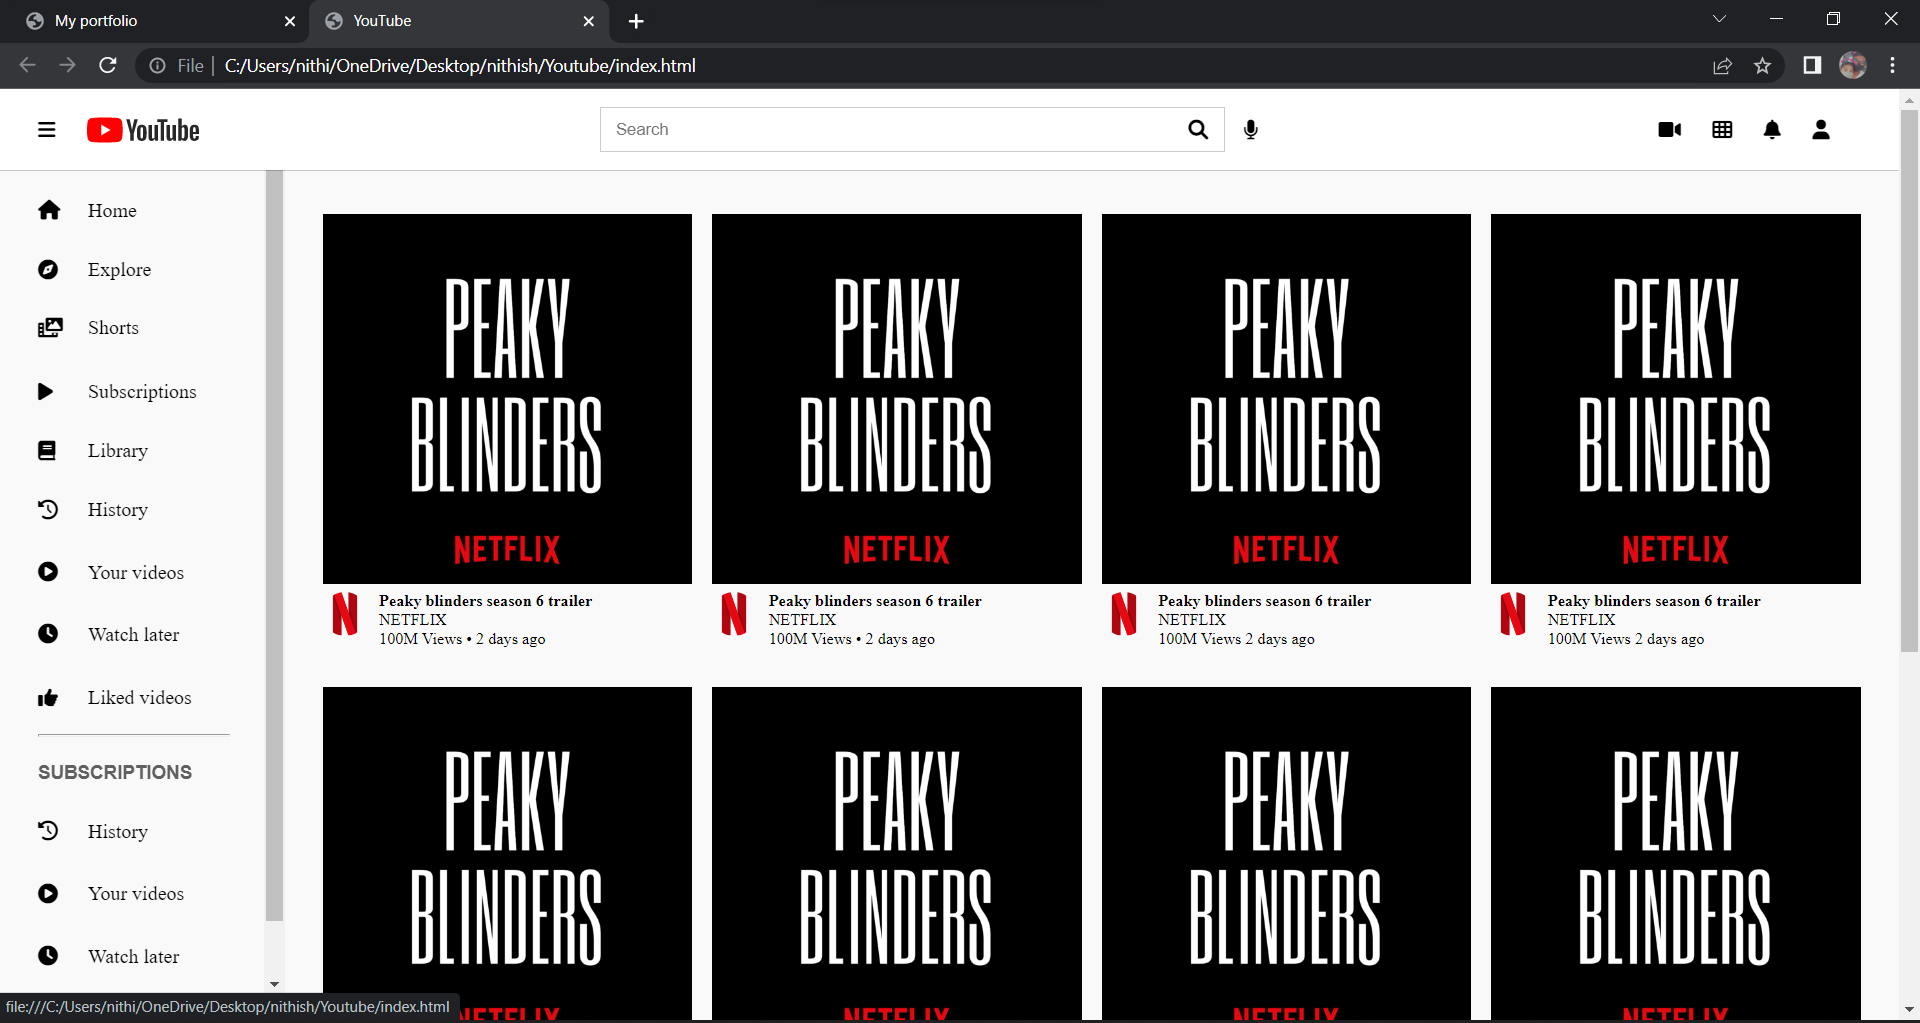 My portfolio
YouTube
File
C:/Users/nithi/OneDrive/Desktop/nithish/Youtube/index.html
YouTube
Search
Home
Explore
Shorts
Subscriptions
Library
History
Your videos
Watch later
Liked videos
SUBSCRIPTIONS
History
Your videos
Watch later
PEAKY
BLINDERS
NETFLIX
Peaky blinders season 6 trailer
NETFLIX
100M Views • 2 days ago
PEAKY
BLINDERS
NETFLIX
Peaky blinders season 6 trailer
NETFLIX
100M Views • 2 days ago
PEAKY
BLINDERS
NETFLIX
Peaky blinders season 6 trailer
NETFLIX
100M Views 2 days ago
PEAKY
BLINDERS
NETFLIX
Peaky blinders season 6 trailer
NETFLIX
100M Views 2 days ago
PEAKY
BLINDERS
NETFLIX
PEAKY
BLINDERS
NETFLIX
PEAKY
BLINDERS
NETFLIX
PEAKY
BLINDERS
NETFLIX
file:///C:/Users/nithi/OneDrive/Desktop/nithish/Youtube/index.html